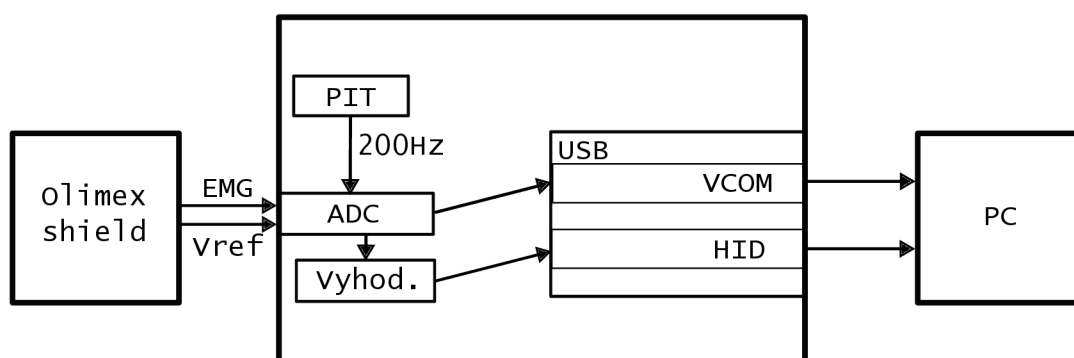 PIT
200Hz
Olimex
shield
EMG
Vref
ADC
Vyhod.
USB
VCOM
HID
PC